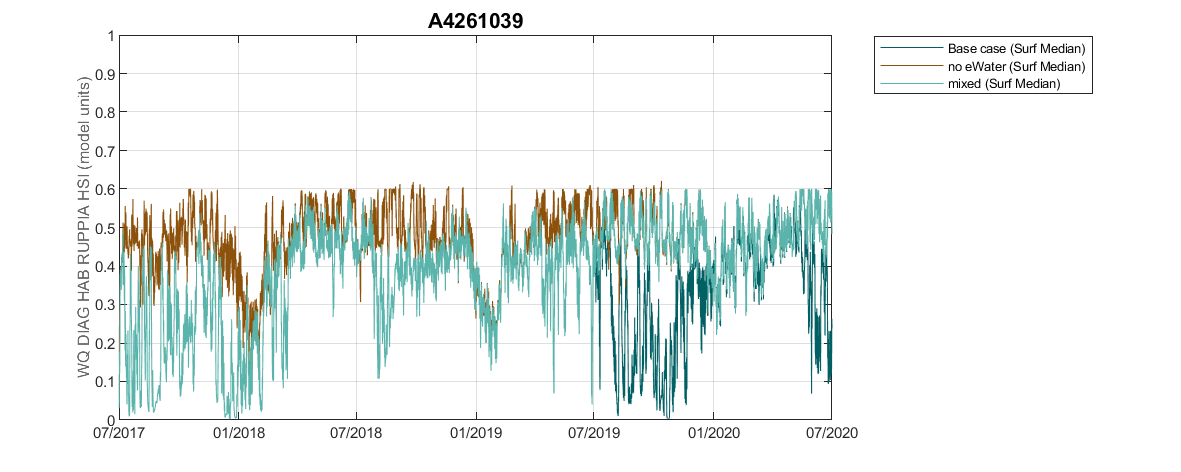 A4261039
WQ DIAG HAB RUPPIA HSI (model units)
1
0.9
0.8
0.7
0.6
0.5
0.4
0.3
0.2
0.1
0
07/2017 01/2018 07/2018 01/2019 07/2019 01/2020 07/2020
Base case (Surf Median)
no eWater (Surf Median)
mixed (Surf Median)